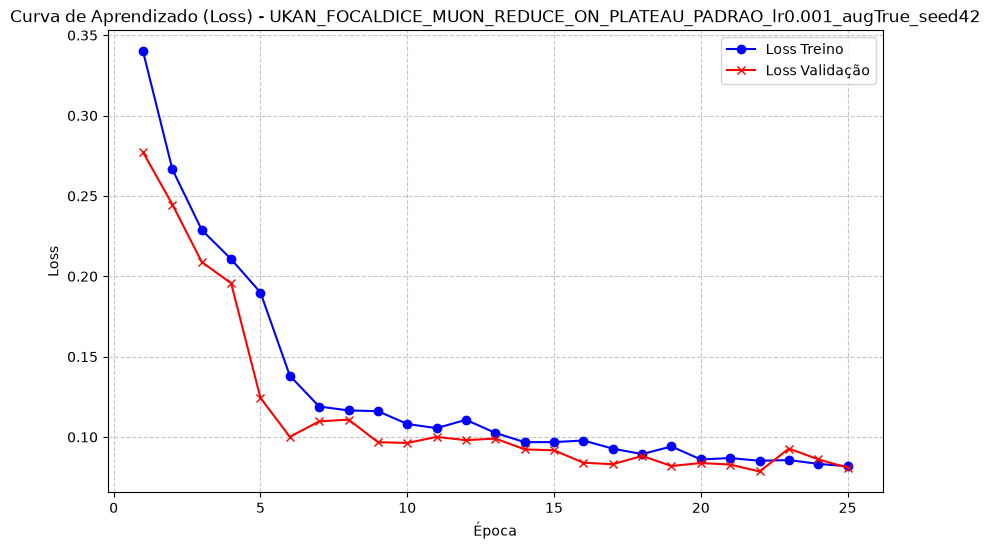 Curva de Aprendizado (Loss) - UKAN_FOCALDICE_MUON_REDUCE_ON_PLATEAU_PADRAO_lr0.001_augTrue_seed42
Loss Treino
Loss Validação
0.35
0.30
0.25
0.20
0.15
0.10
Loss
0 5 10 15 20 25
Época